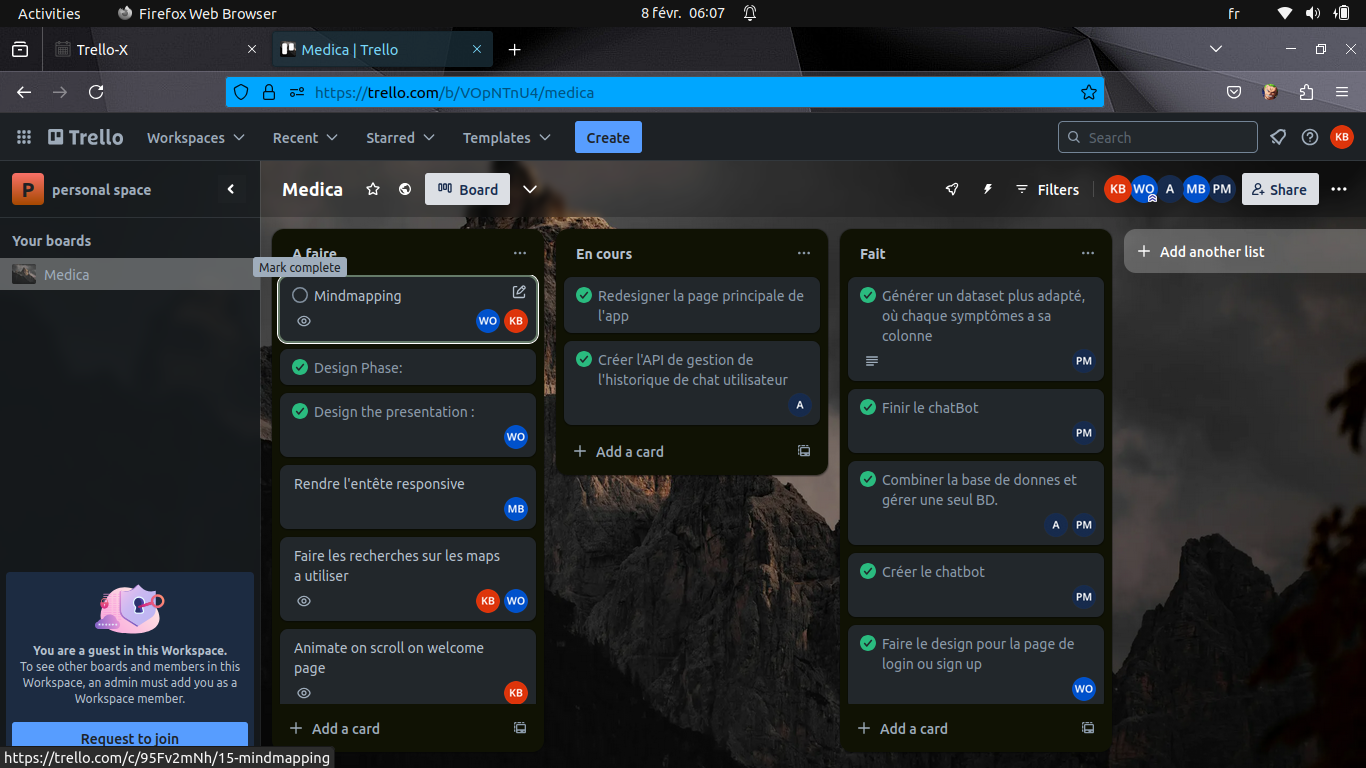 Activities
Firefox Web Browser
8 févr. 06:07
fr
Trello-X
Medica | Trello
https://trello.com/b/VOpNTnU4/medica
Trello
Workspaces
Recent
Starred
Templates
Create
Search
KB
P
personal space
Medica
Board
Filters
KB
WO
A
MB
PM
Share
Your boards
Medica
A faire
Mark complete
Mindmapping
WO
KB
Design Phase:
Design the presentation :
WO
Rendre l'entête responsive
MB
Faire les recherches sur les maps
a utiliser
KB
WO
Animate on scroll on welcome
page
KB
Add a card
En cours
Redesigner la page principale de
l'app
Créer l'API de gestion de
l'historique de chat utilisateur
A
Add a card
Fait
Générer un dataset plus adapté,
où chaque symptômes a sa
colonne
PM
Finir le chatBot
PM
Combiner la base de donnes et
gérer une seul BD.
A
PM
Créer le chatbot
PM
Faire le design pour la page de
login ou sign up
WO
Add a card
Add another list
You are a guest in this Workspace.
To see other boards and members in this
Workspace, an admin must add you as a
Workspace member.
Request to join
https://trello.com/c/95Fv2mNh/15-mindmapping